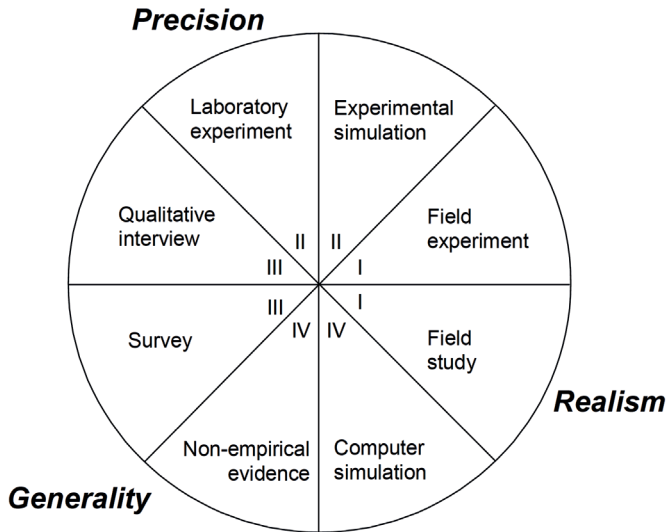 Precision
Laboratory
experiment
Experimental
simulation
Qualitative
interview
Field
experiment
II
II
III
I
III
I
IV
IV
Survey
Field
study
Realism
Non-empirical
evidence
Computer
simulation
Generality